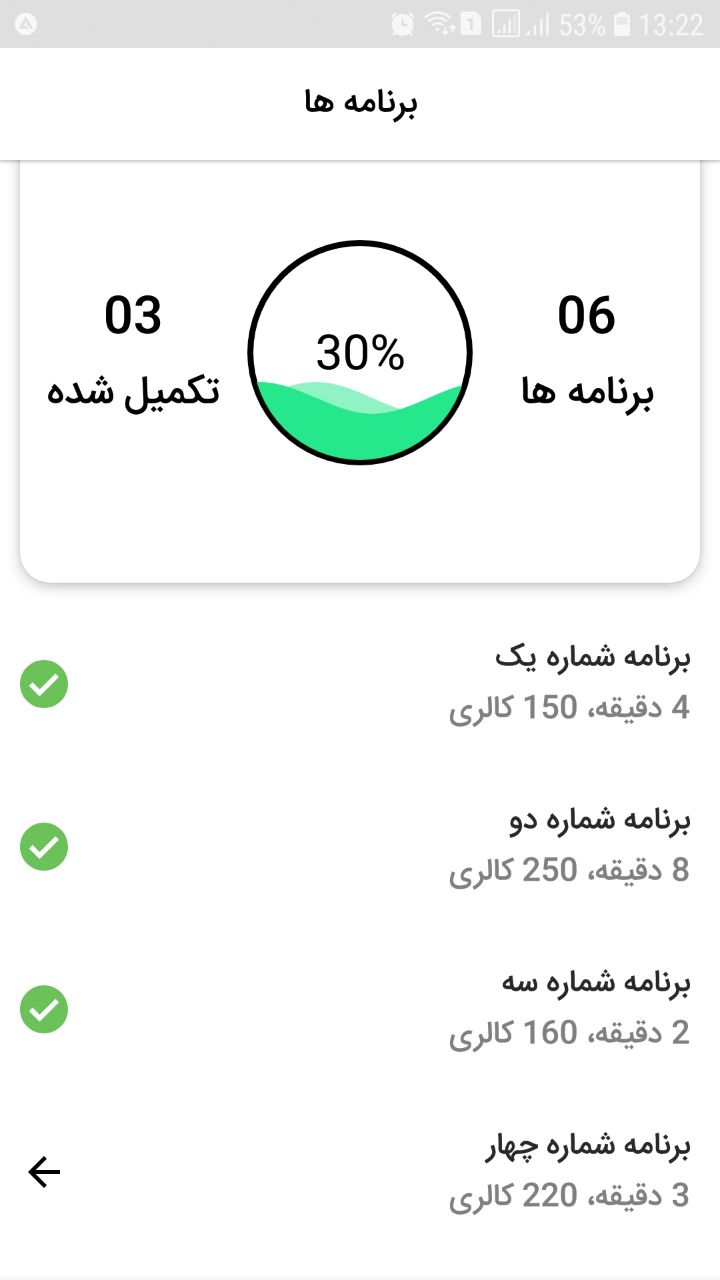 53% 13:22
برنامه ها
06
برنامه ها
30%
03
تکمیل شده
برنامه شماره یک
4 دقیقه، 150 کالری
برنامه شماره دو
8 دقیقه، 250 کالری
برنامه شماره سه
2 دقیقه، 160 کالری
برنامه شماره چهار
3 دقیقه، 220 کالری